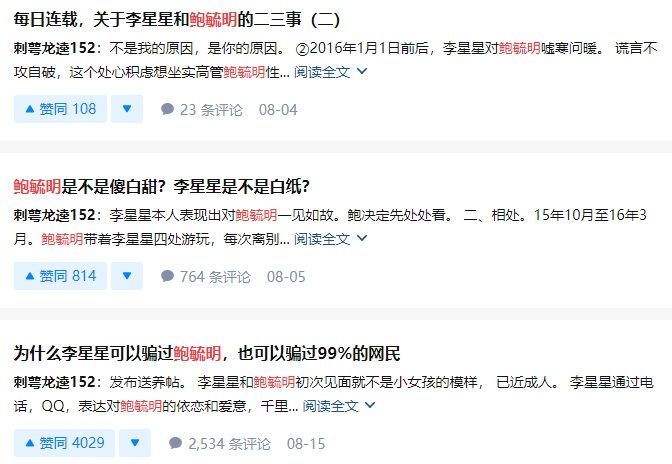 每日连载，关于李星星和鲍毓明的二三事（二）
刺萼龙逵152：不是我的原因，是你的原因。 ②2016年1月1日前后，李星星对鲍毓明嘘寒问暖。 谎言不
攻自破，这个处心积虑想坐实高管鲍毓明性... 阅读全文
赞同 108 23 条评论 08-04
鲍毓明是不是傻白甜？李星星是不是白纸？
刺萼龙逵152：李星星本人表现出对鲍毓明一见如故。鲍决定先处处看。 二、相处。15年10月至16年3
月。鲍毓明带着李星星四处游玩，每次离别... 阅读全文
赞同 814 764 条评论 08-05
为什么李星星可以骗过鲍毓明，也可以骗过99%的网民
刺萼龙逵152：发布送养帖。 李星星和鲍毓明初次见面就不是小女孩的模样， 已近成人。 李星星通过电
话，QQ，表达对鲍毓明的依恋和爱意，千里... 阅读全文
赞同 4029 2,534 条评论 08-15